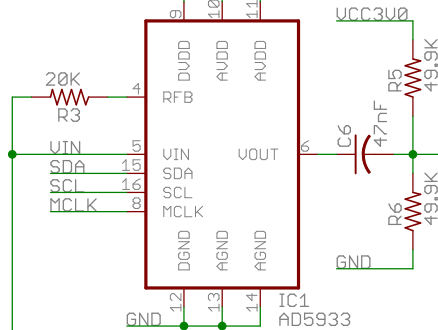 9
10
11
VCC3V0
DVDD
AVDD
AVDD
20K
R3
4
RFB
R5
49.9K
VIN
5
VIN
VOUT
6
C6
47nF
SDA
15
SDA
SCL
16
SCL
MCLK
8
MCLK
R6
49.9K
DGND
AGND
AGND
GND
12
13
14
IC1
AD5933
GND